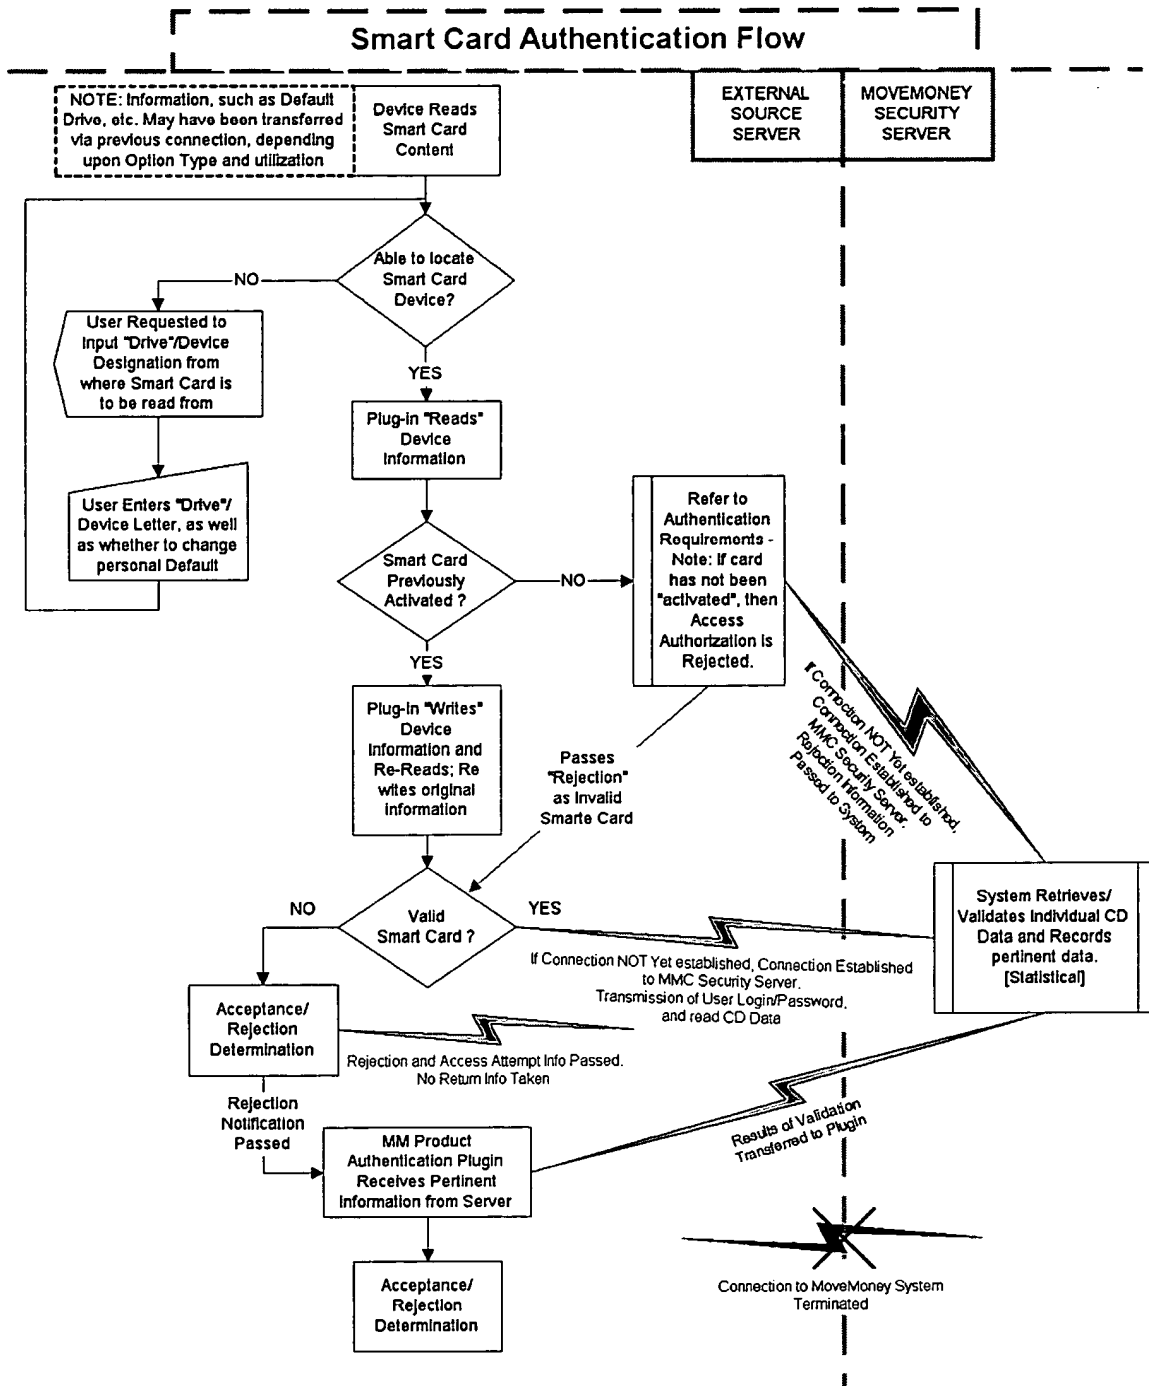 Smart Card Authentication Flow
NOTE: Information, such as Default
Drive, etc. May have been transferred
via previous connection, depending
upon Option Type and utilization
Device Reads
Smart Card
Content
EXTERNAL
SOURCE
SERVER
MOVEMONEY
SECURITY
SERVER
Able to locate
Smart Card
Device?
NO
User Requested to
Input "Drive"/Device
Designation from
where Smart Card is
to be read from
YES
Plug-in "Reads"
Device
Information
User Enters "Drive"/
Device Letter, as well
as whether to change
personal Default
Smart Card
Previously
Activated ?
NO
Refer to
Authentication
Requirements -
Note: If card
has not been
"activated", then
Access
Authorization is
Rejected.
YES
Plug-in "Writes"
Device
Information and
Re-Reads; Re
wites original
information
Passes
"Rejection"
as Invalid
Smarte Card
If Connection NOT Yet established,
Connection Established to
MMC Security Server.
Rejection Information
Passed to System
NO
Valid
Smart Card ?
YES
System Retrieves/
Validates Individual CD
Data and Records
pertinent data.
[Statistical]
If Connection NOT Yet established, Connection Established
to MMC Security Server.
Transmission of User Login/Password,
and read CD Data
Acceptance/
Rejection
Determination
Rejection and Access Attempt Info Passed.
No Return Info Taken
Rejection
Notification
Passed
MM Product
Authentication Plugin
Receives Pertinent
Information from Server
Results of Validation
Transferred to Plugin
Acceptance/
Rejection
Determination
Connection to MoveMoney System
Terminated